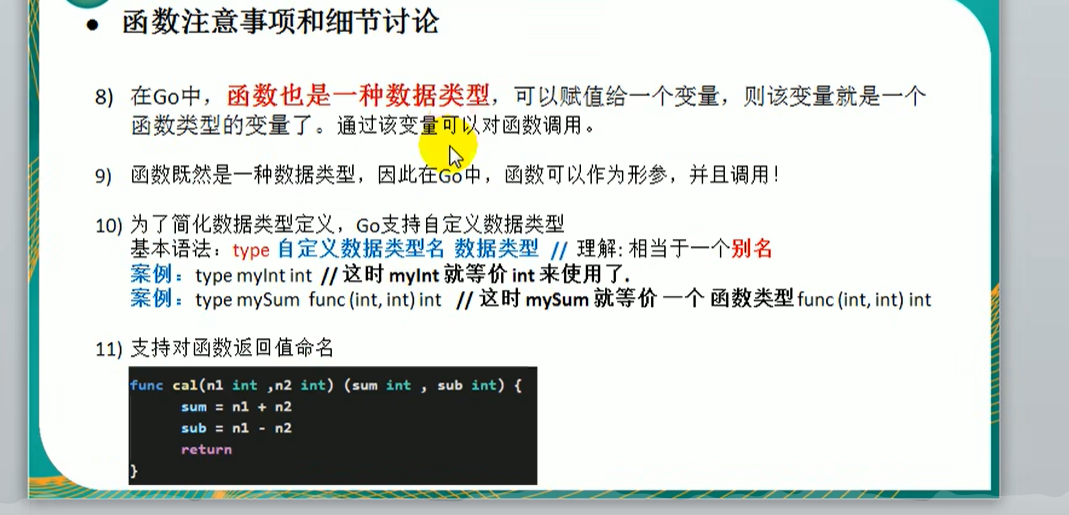 ● 函数注意事项和细节讨论
8) 在Go中，函数也是一种数据类型，可以赋值给一个变量，则该变量就是一个
函数类型的变量了。通过该变量可以对函数调用。
9) 函数既然是一种数据类型，因此在Go中，函数可以作为形参，并且调用！
10) 为了简化数据类型定义，Go支持自定义数据类型
基本语法：type 自定义数据类型名 数据类型 // 理解: 相当于一个别名
案例：type myInt int // 这时 myInt 就等价 int 来使用了.
案例：type mySum func (int, int) int // 这时 mySum 就等价 一个 函数类型 func (int, int) int
11) 支持对函数返回值命名
func cal(n1 int ,n2 int) (sum int , sub int) {
sum = n1 + n2
sub = n1 - n2
return
}